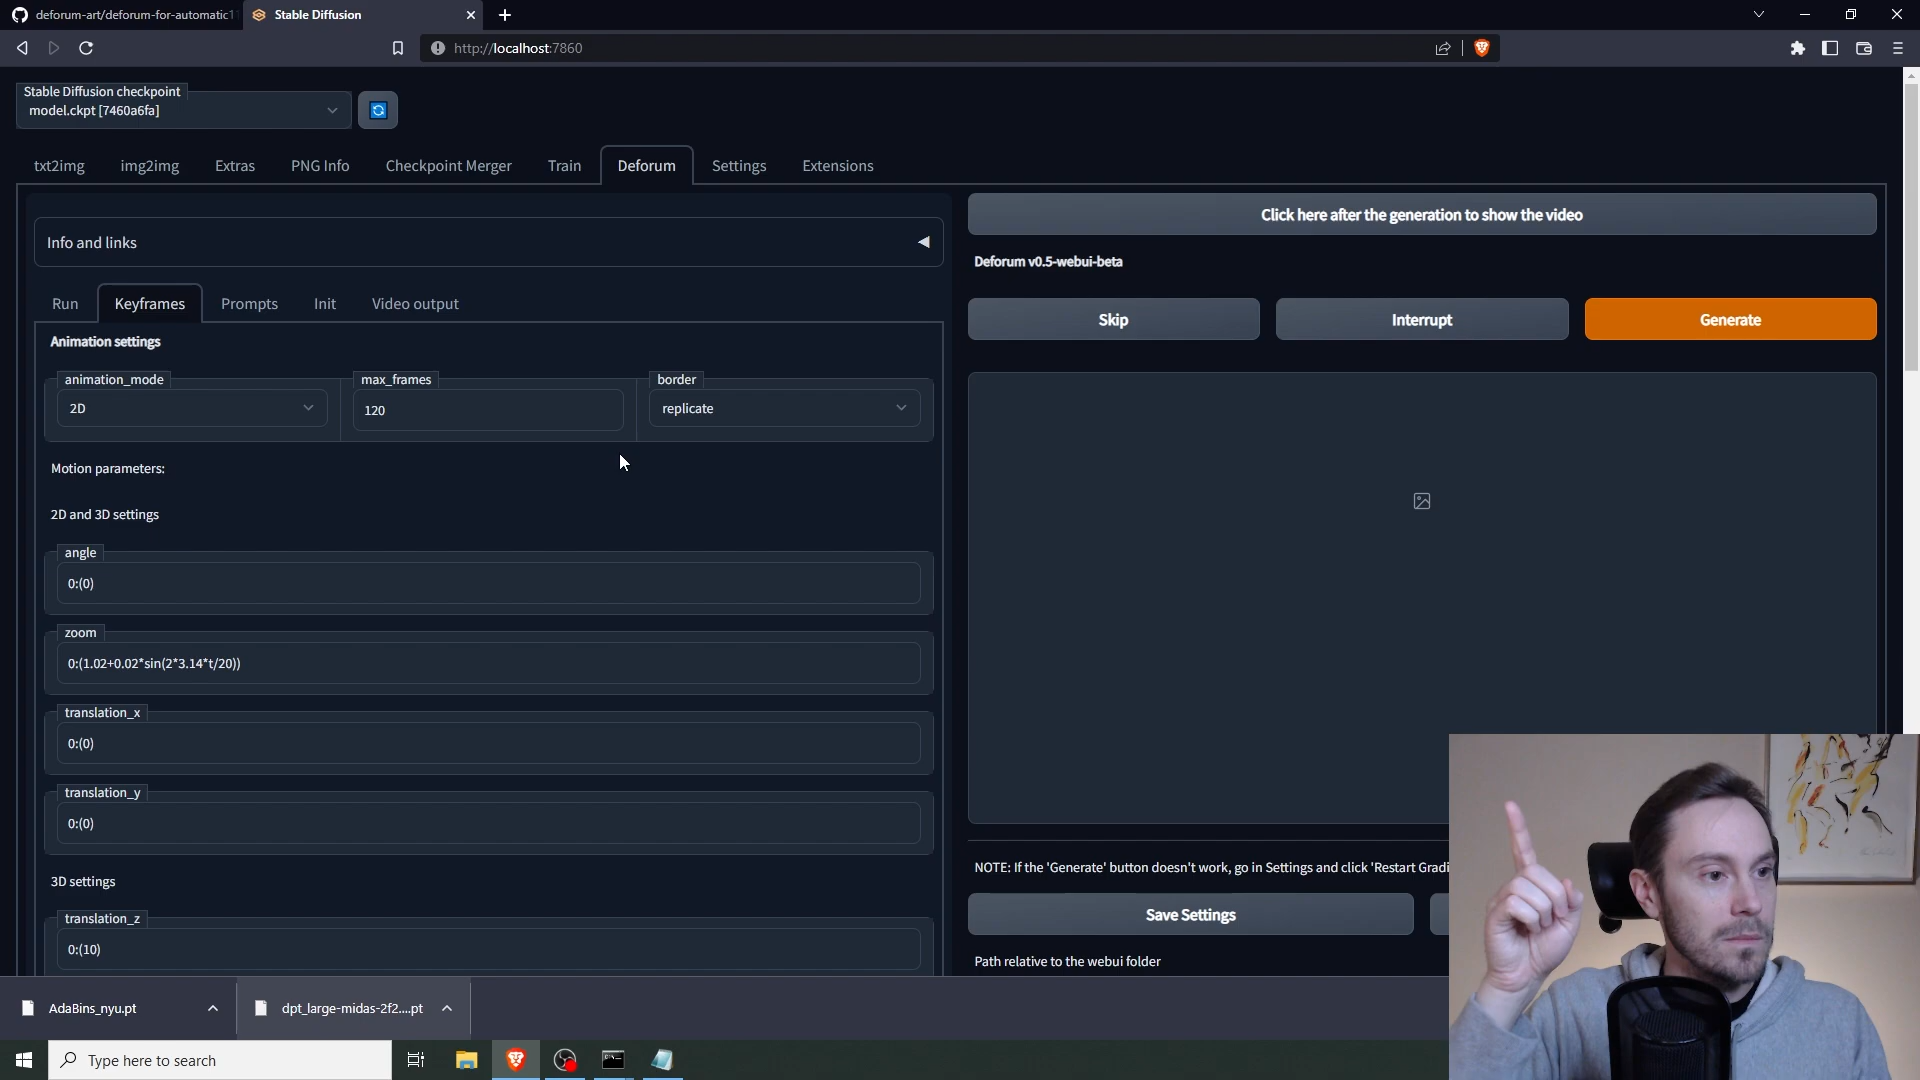 deforum-art/deforum-for-automatic1
Stable Diffusion
http://localhost:7860
Stable Diffusion checkpoint
model.ckpt [7460a6fa]
txt2img
img2img
Extras
PNG Info
Checkpoint Merger
Train
Deforum
Settings
Extensions
Info and links
Run
Keyframes
Prompts
Init
Video output
Animation settings
animation_mode
2D
max_frames
120
border
replicate
Motion parameters:
2D and 3D settings
angle
0:(0)
zoom
0:(1.02+0.02*sin(2*3.14*t/20))
translation_x
0:(0)
translation_y
0:(0)
3D settings
translation_z
0:(10)
Click here after the generation to show the video
Deforum v0.5-webui-beta
Skip
Interrupt
Generate
NOTE: If the 'Generate' button doesn't work, go in Settings and click 'Restart Gradi
Save Settings
Path relative to the webui folder
AdaBins_nyu.pt
dpt_large-midas-2f2....pt
Type here to search